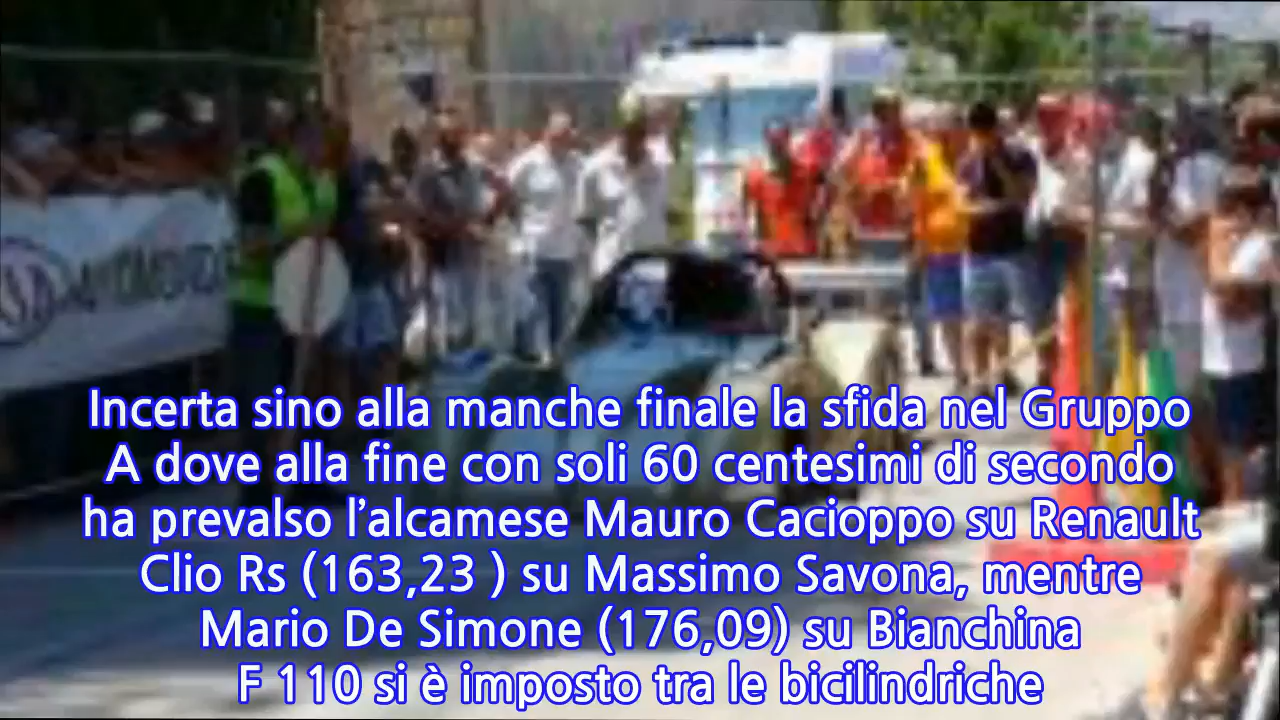 Incerta sino alla manche finale la sfida nel Gruppo
A dove alla fine con soli 60 centesimi di secondo
ha prevalso l'alcamese Mauro Cacioppo su Renault
Clio Rs (163,23 ) su Massimo Savona, mentre
Mario De Simone (176,09) su Bianchina
F 110 si è imposto tra le bicilindriche